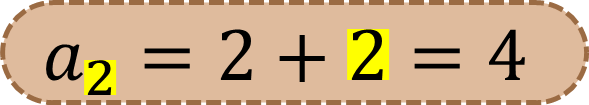 a₂ = 2 + 2 = 4